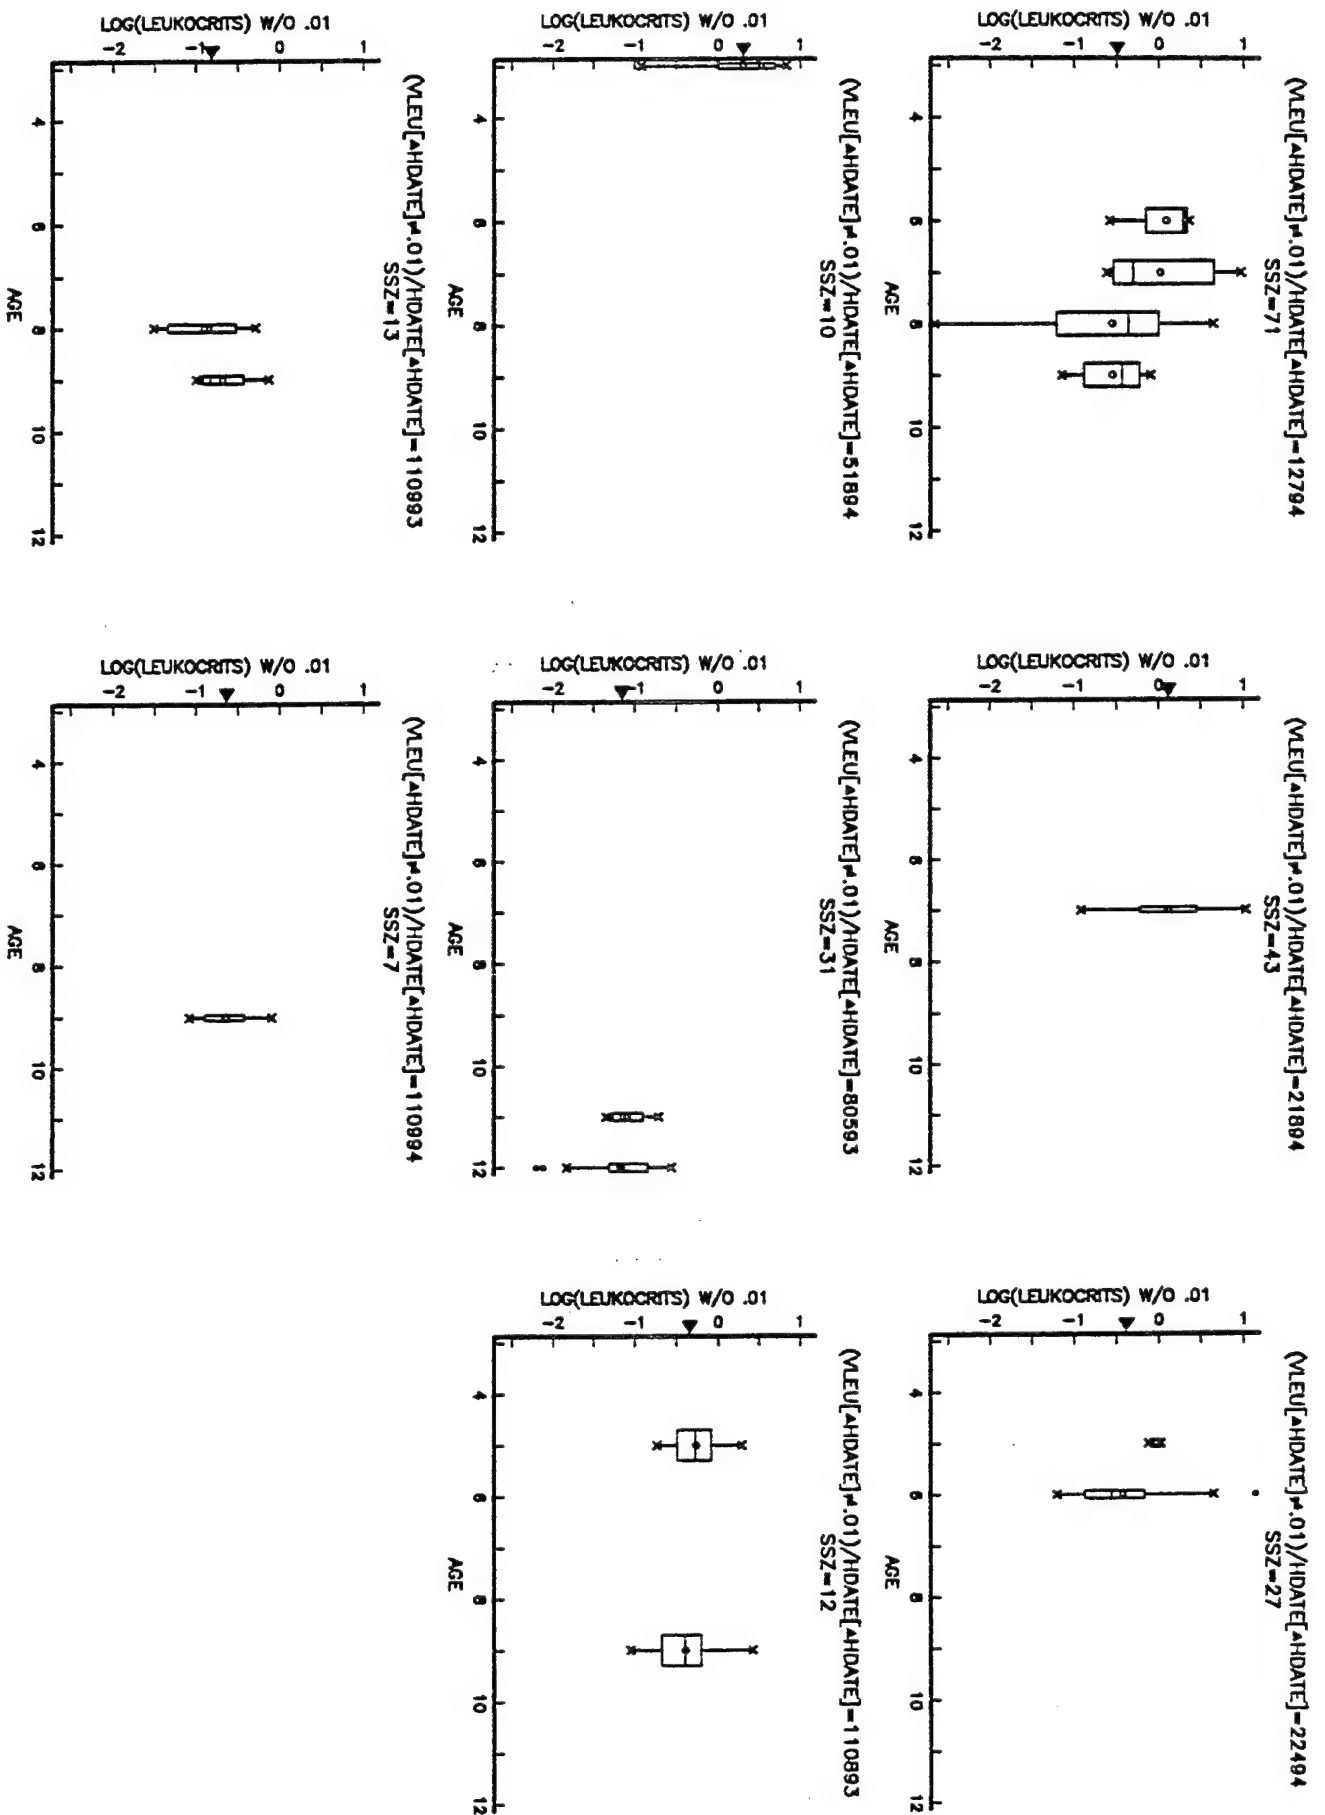 (VLEU[▲HDATE]≠.01)/HDATE[▲HDATE]=12794
SSZ=71
LOG(LEUKOCRITS) W/O .01
1
0
-1
-2
4 6 8 10 12
AGE
(VLEU[▲HDATE]≠.01)/HDATE[▲HDATE]=21894
SSZ=43
LOG(LEUKOCRITS) W/O .01
1
0
-1
-2
4 6 8 10 12
AGE
(VLEU[▲HDATE]≠.01)/HDATE[▲HDATE]=22494
SSZ=27
LOG(LEUKOCRITS) W/O .01
1
0
-1
-2
4 6 8 10 12
AGE
(VLEU[▲HDATE]≠.01)/HDATE[▲HDATE]=51894
SSZ=10
LOG(LEUKOCRITS) W/O .01
1
0
-1
-2
4 6 8 10 12
AGE
(VLEU[▲HDATE]≠.01)/HDATE[▲HDATE]=80593
SSZ=31
LOG(LEUKOCRITS) W/O .01
1
0
-1
-2
4 6 8 10 12
AGE
(VLEU[▲HDATE]≠.01)/HDATE[▲HDATE]=110893
SSZ=12
LOG(LEUKOCRITS) W/O .01
1
0
-1
-2
4 6 8 10 12
AGE
(VLEU[▲HDATE]≠.01)/HDATE[▲HDATE]=110993
SSZ=13
LOG(LEUKOCRITS) W/O .01
1
0
-1
-2
4 6 8 10 12
AGE
(VLEU[▲HDATE]≠.01)/HDATE[▲HDATE]=110994
SSZ=7
LOG(LEUKOCRITS) W/O .01
1
0
-1
-2
4 6 8 10 12
AGE